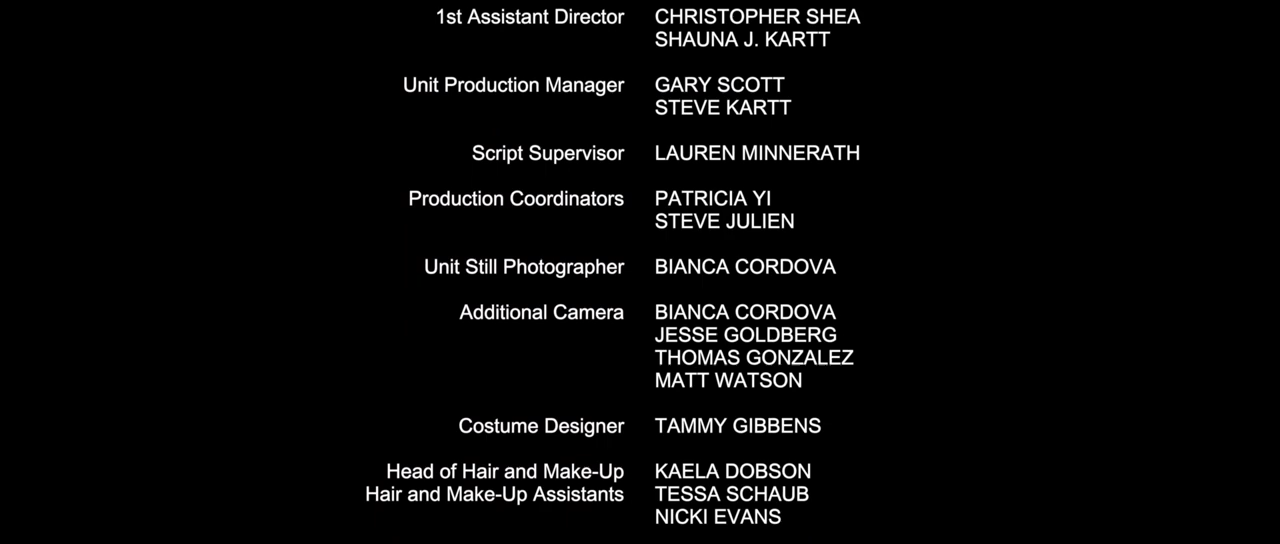 1st Assistant Director CHRISTOPHER SHEA
SHAUNA J. KARTT
Unit Production Manager GARY SCOTT
STEVE KARTT
Script Supervisor LAUREN MINNERATH
Production Coordinators PATRICIA YI
STEVE JULIEN
Unit Still Photographer BIANCA CORDOVA
Additional Camera BIANCA CORDOVA
JESSE GOLDBERG
THOMAS GONZALEZ
MATT WATSON
Costume Designer TAMMY GIBBENS
Head of Hair and Make-Up KAELA DOBSON
Hair and Make-Up Assistants TESSA SCHAUB
NICKI EVANS